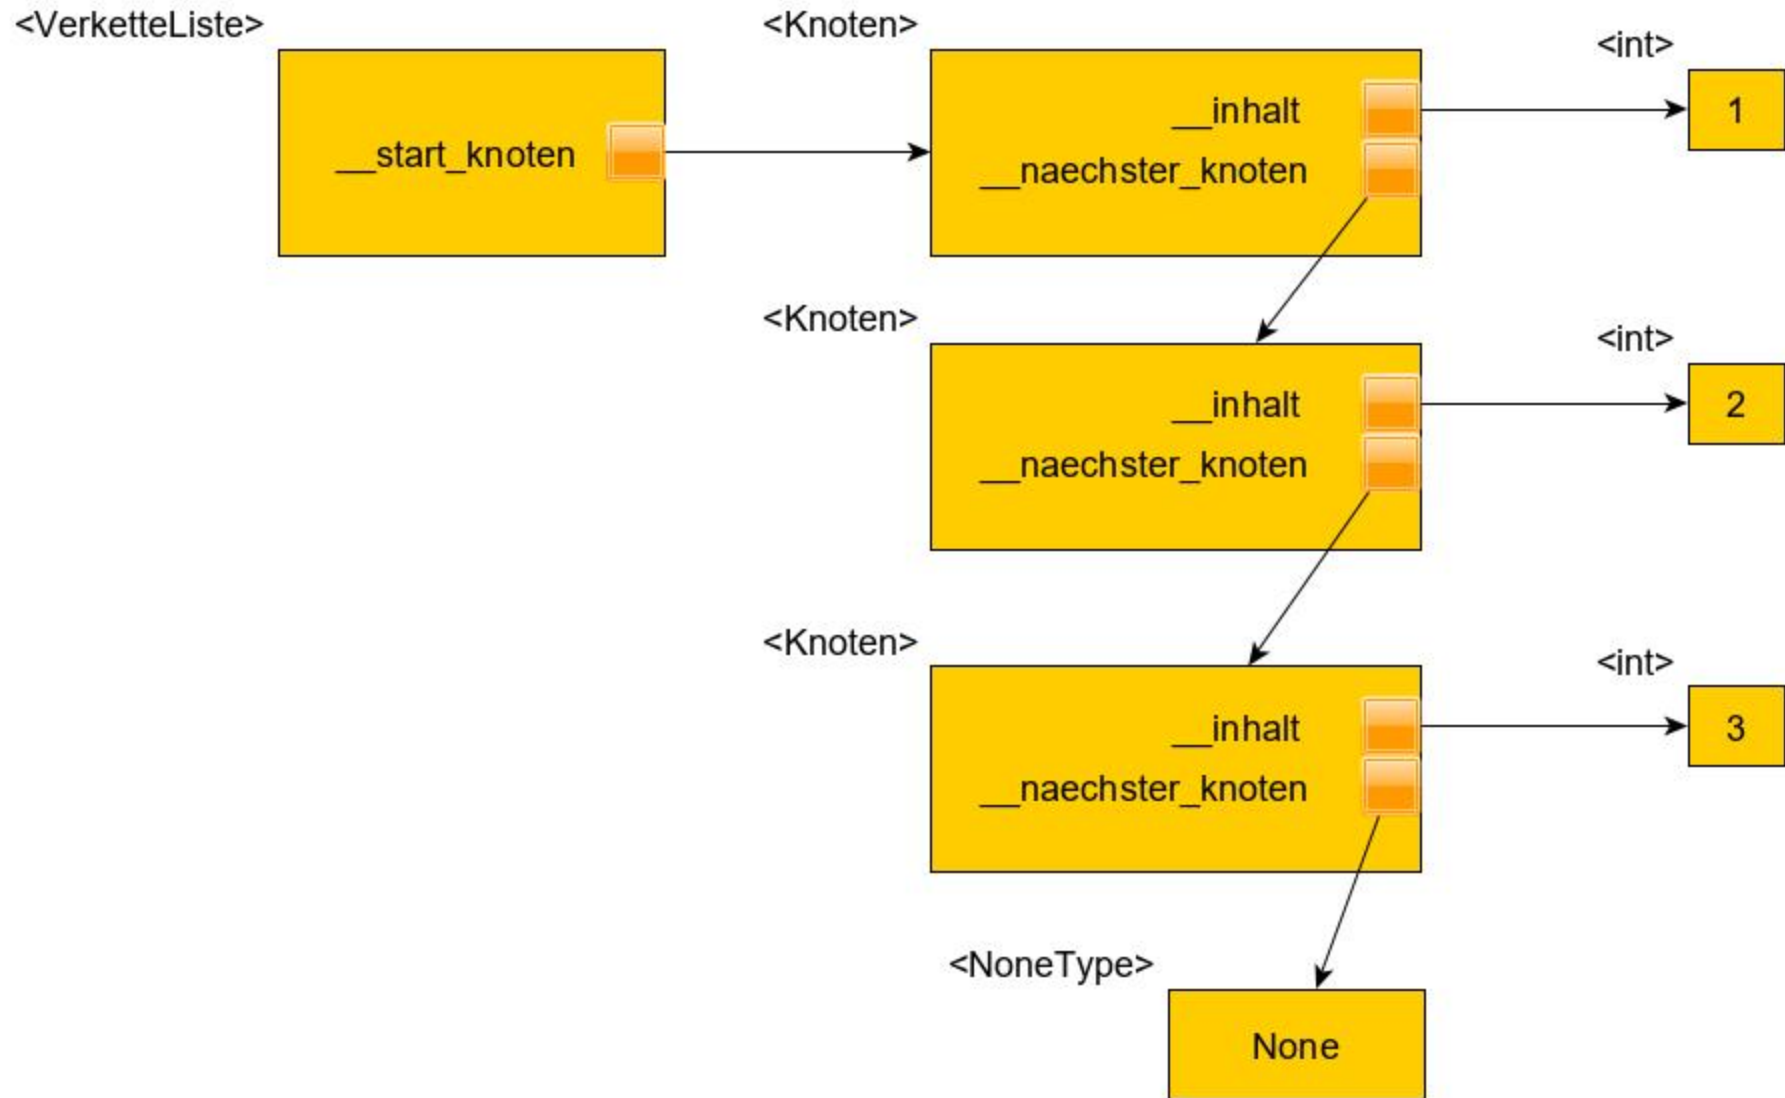 <VerketteListe>
__start_knoten
<Knoten>
__inhalt
__naechster_knoten
<int>
1
<Knoten>
__inhalt
__naechster_knoten
<int>
2
<Knoten>
__inhalt
__naechster_knoten
<int>
3
<NoneType>
None